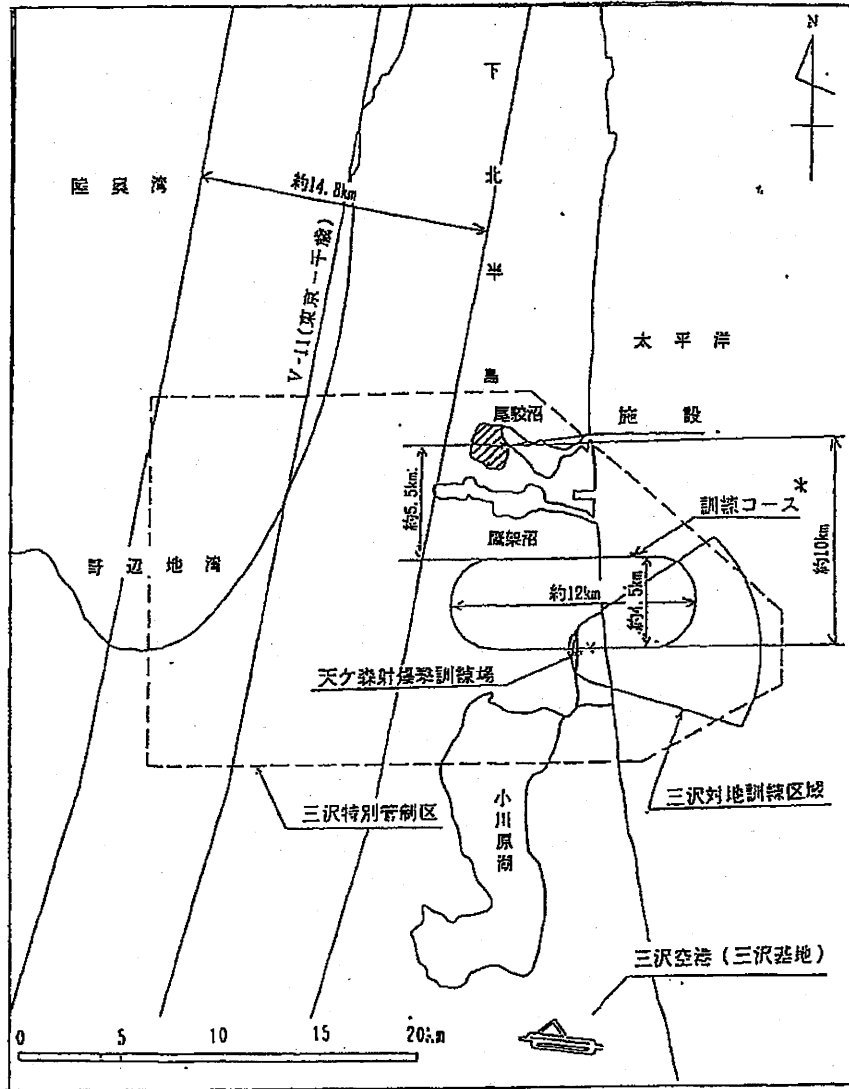 N
下北半島
陸奥湾
約14.8km
V-11(東京－千歳)
太平洋
尾駮沼
施設
約5.5km
訓練コース*
鷹架沼
約10km
野辺地湾
約12km
約4.5km
天ケ森射爆撃訓練場
三沢特別管制区
三沢対地訓練区域
小川原湖
三沢空港（三沢基地）
0 5 10 15 20km